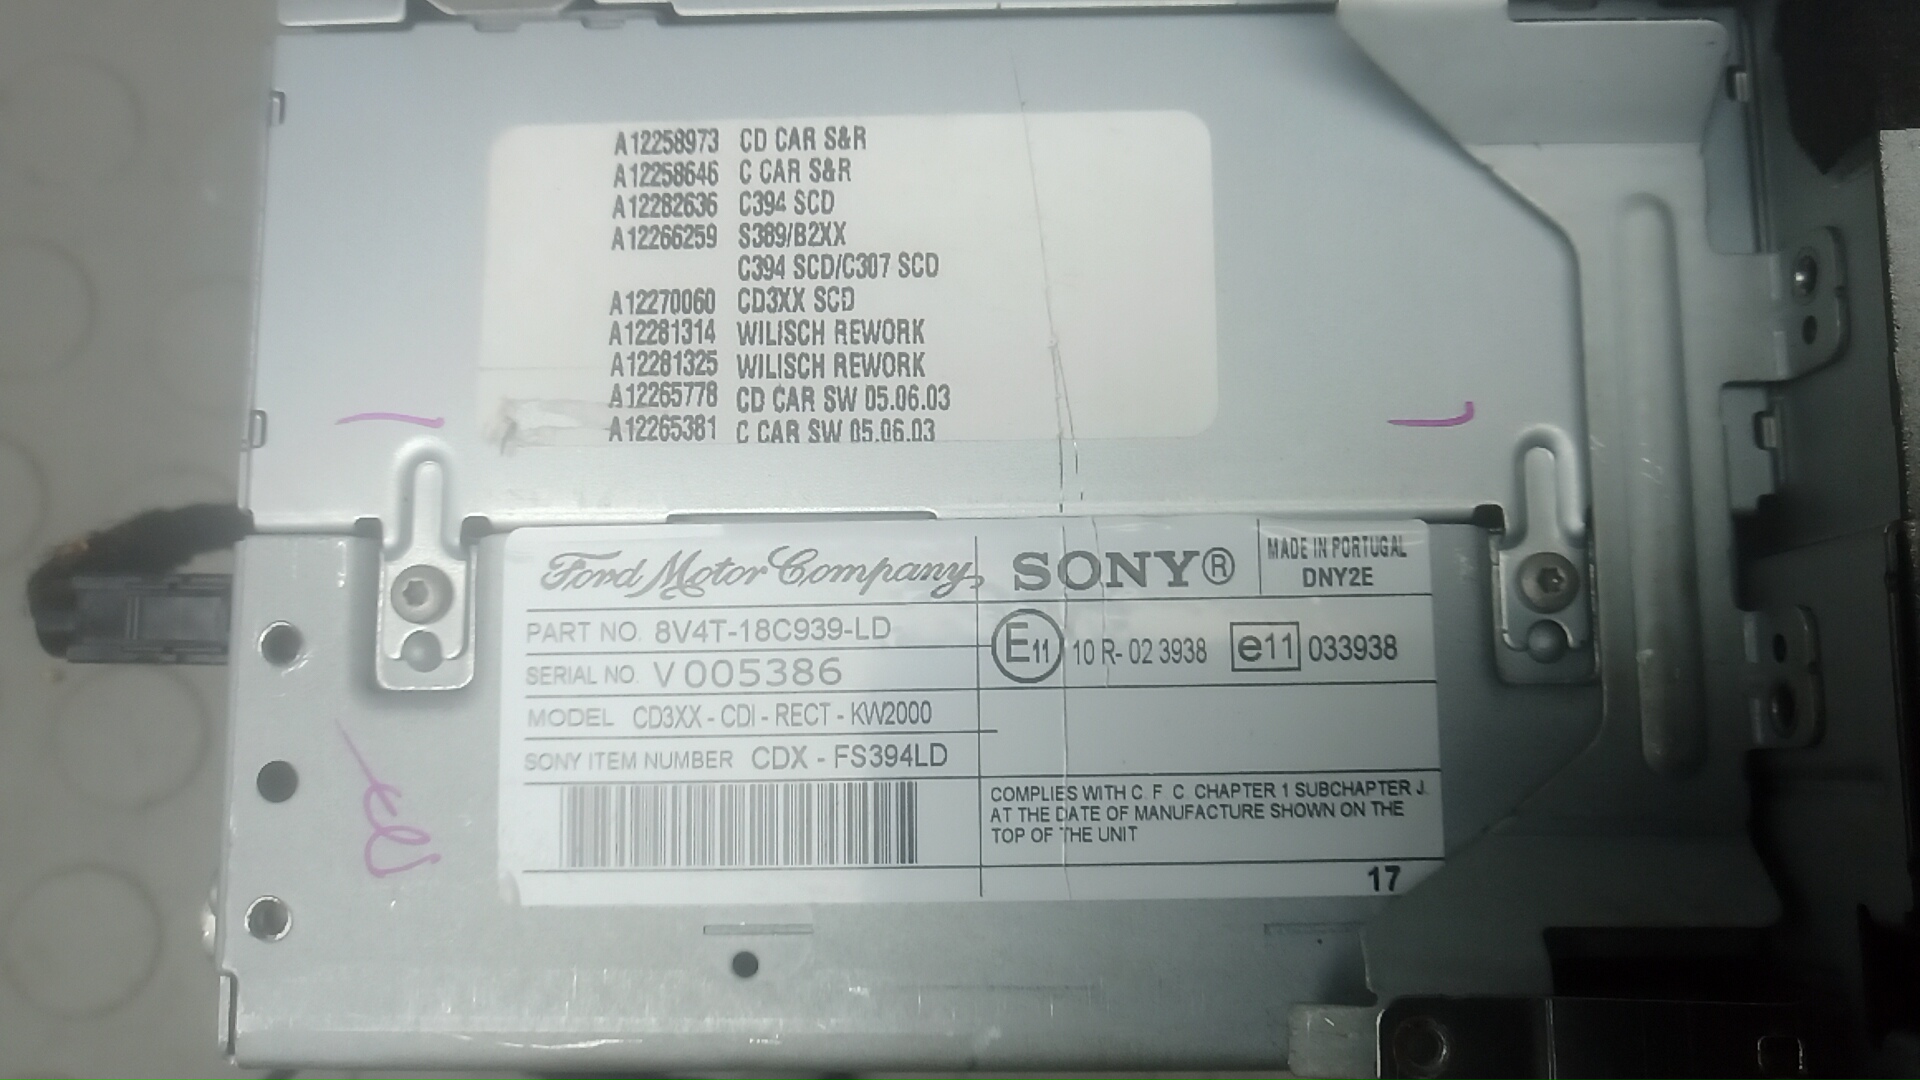 A12258973 CD CAR S&R
A12258646 C CAR S&R
A12282636 C394 SCD
A12266259 S389/B2XX
C394 SCD/C307 SCD
A12270060 CD3XX SCD
A12281314 WILISCH REWORK
A12281325 WILISCH REWORK
A12265778 CD CAR SW 05.06.03
A12265381 C CAR SW 05.06.03
Ford Motor Company,
SONY®
MADE IN PORTUGAL
DNY2E
PART NO. 8V4T-18C939-LD
SERIAL NO. V005386
MODEL CD3XX - CDI - RECT - KW2000
SONY ITEM NUMBER CDX - FS394LD
E11 10 R- 02 3938 e11 033938
COMPLIES WITH C. F. C. CHAPTER 1 SUBCHAPTER J.
AT THE DATE OF MANUFACTURE SHOWN ON THE
TOP OF THE UNIT
17